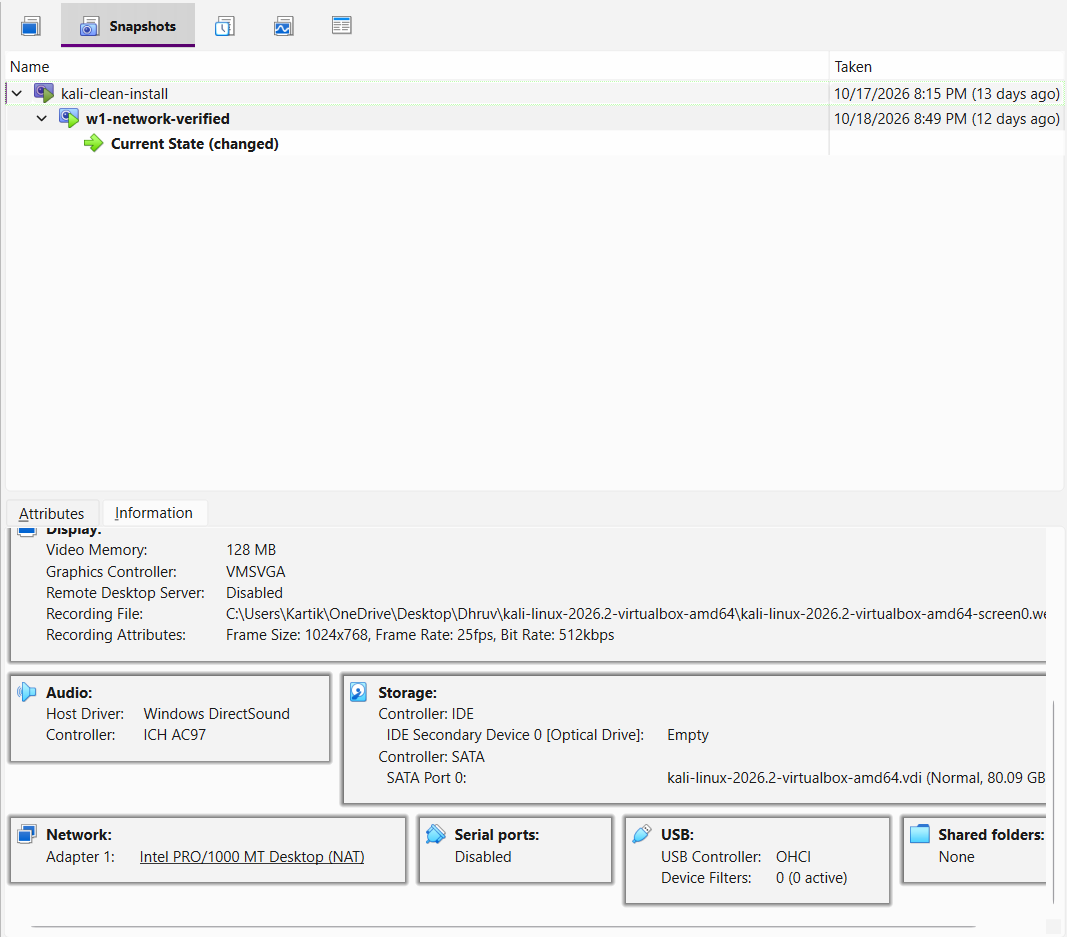 Snapshots
Name Taken
kali-clean-install 10/17/2026 8:15 PM (13 days ago)
w1-network-verified 10/18/2026 8:49 PM (12 days ago)
Current State (changed)
Attributes Information
Display:
Video Memory: 128 MB
Graphics Controller: VMSVGA
Remote Desktop Server: Disabled
Recording File: C:\Users\Kartik\OneDrive\Desktop\Dhruv\kali-linux-2026.2-virtualbox-amd64\kali-linux-2026.2-virtualbox-amd64-screen0.we
Recording Attributes: Frame Size: 1024x768, Frame Rate: 25fps, Bit Rate: 512kbps
Audio:
Host Driver: Windows DirectSound
Controller: ICH AC97
Storage:
Controller: IDE
IDE Secondary Device 0 [Optical Drive]: Empty
Controller: SATA
SATA Port 0: kali-linux-2026.2-virtualbox-amd64.vdi (Normal, 80.09 GB
Network:
Adapter 1: Intel PRO/1000 MT Desktop (NAT)
Serial ports:
Disabled
USB:
USB Controller: OHCI
Device Filters: 0 (0 active)
Shared folders:
None